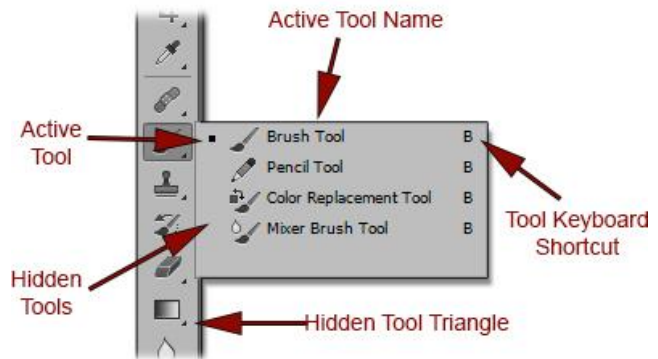 Active Tool Name
Active
Tool
Brush Tool B
Pencil Tool B
Color Replacement Tool B
Mixer Brush Tool B
Tool Keyboard
Shortcut
Hidden
Tools
Hidden Tool Triangle